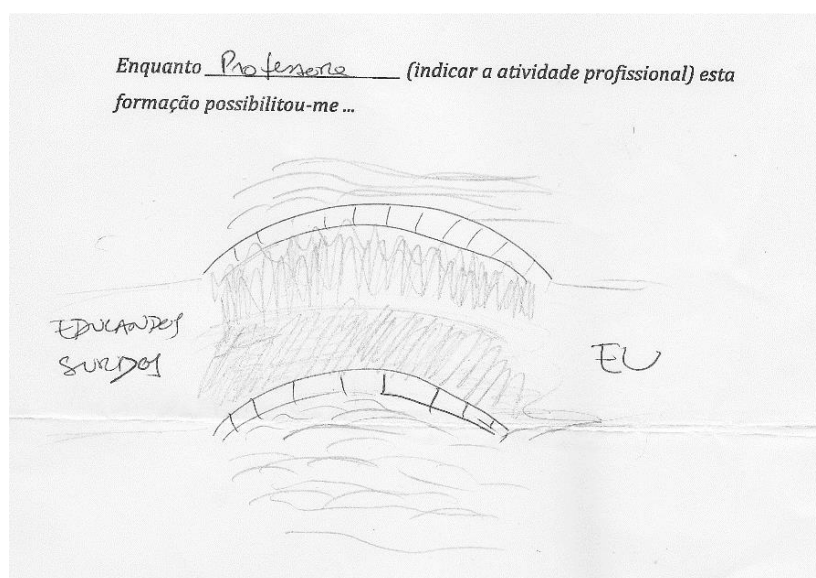 Enquanto Professora (indicar a atividade profissional) esta
formação possibilitou-me ...
EDUCANDOS
SURDOS
EU